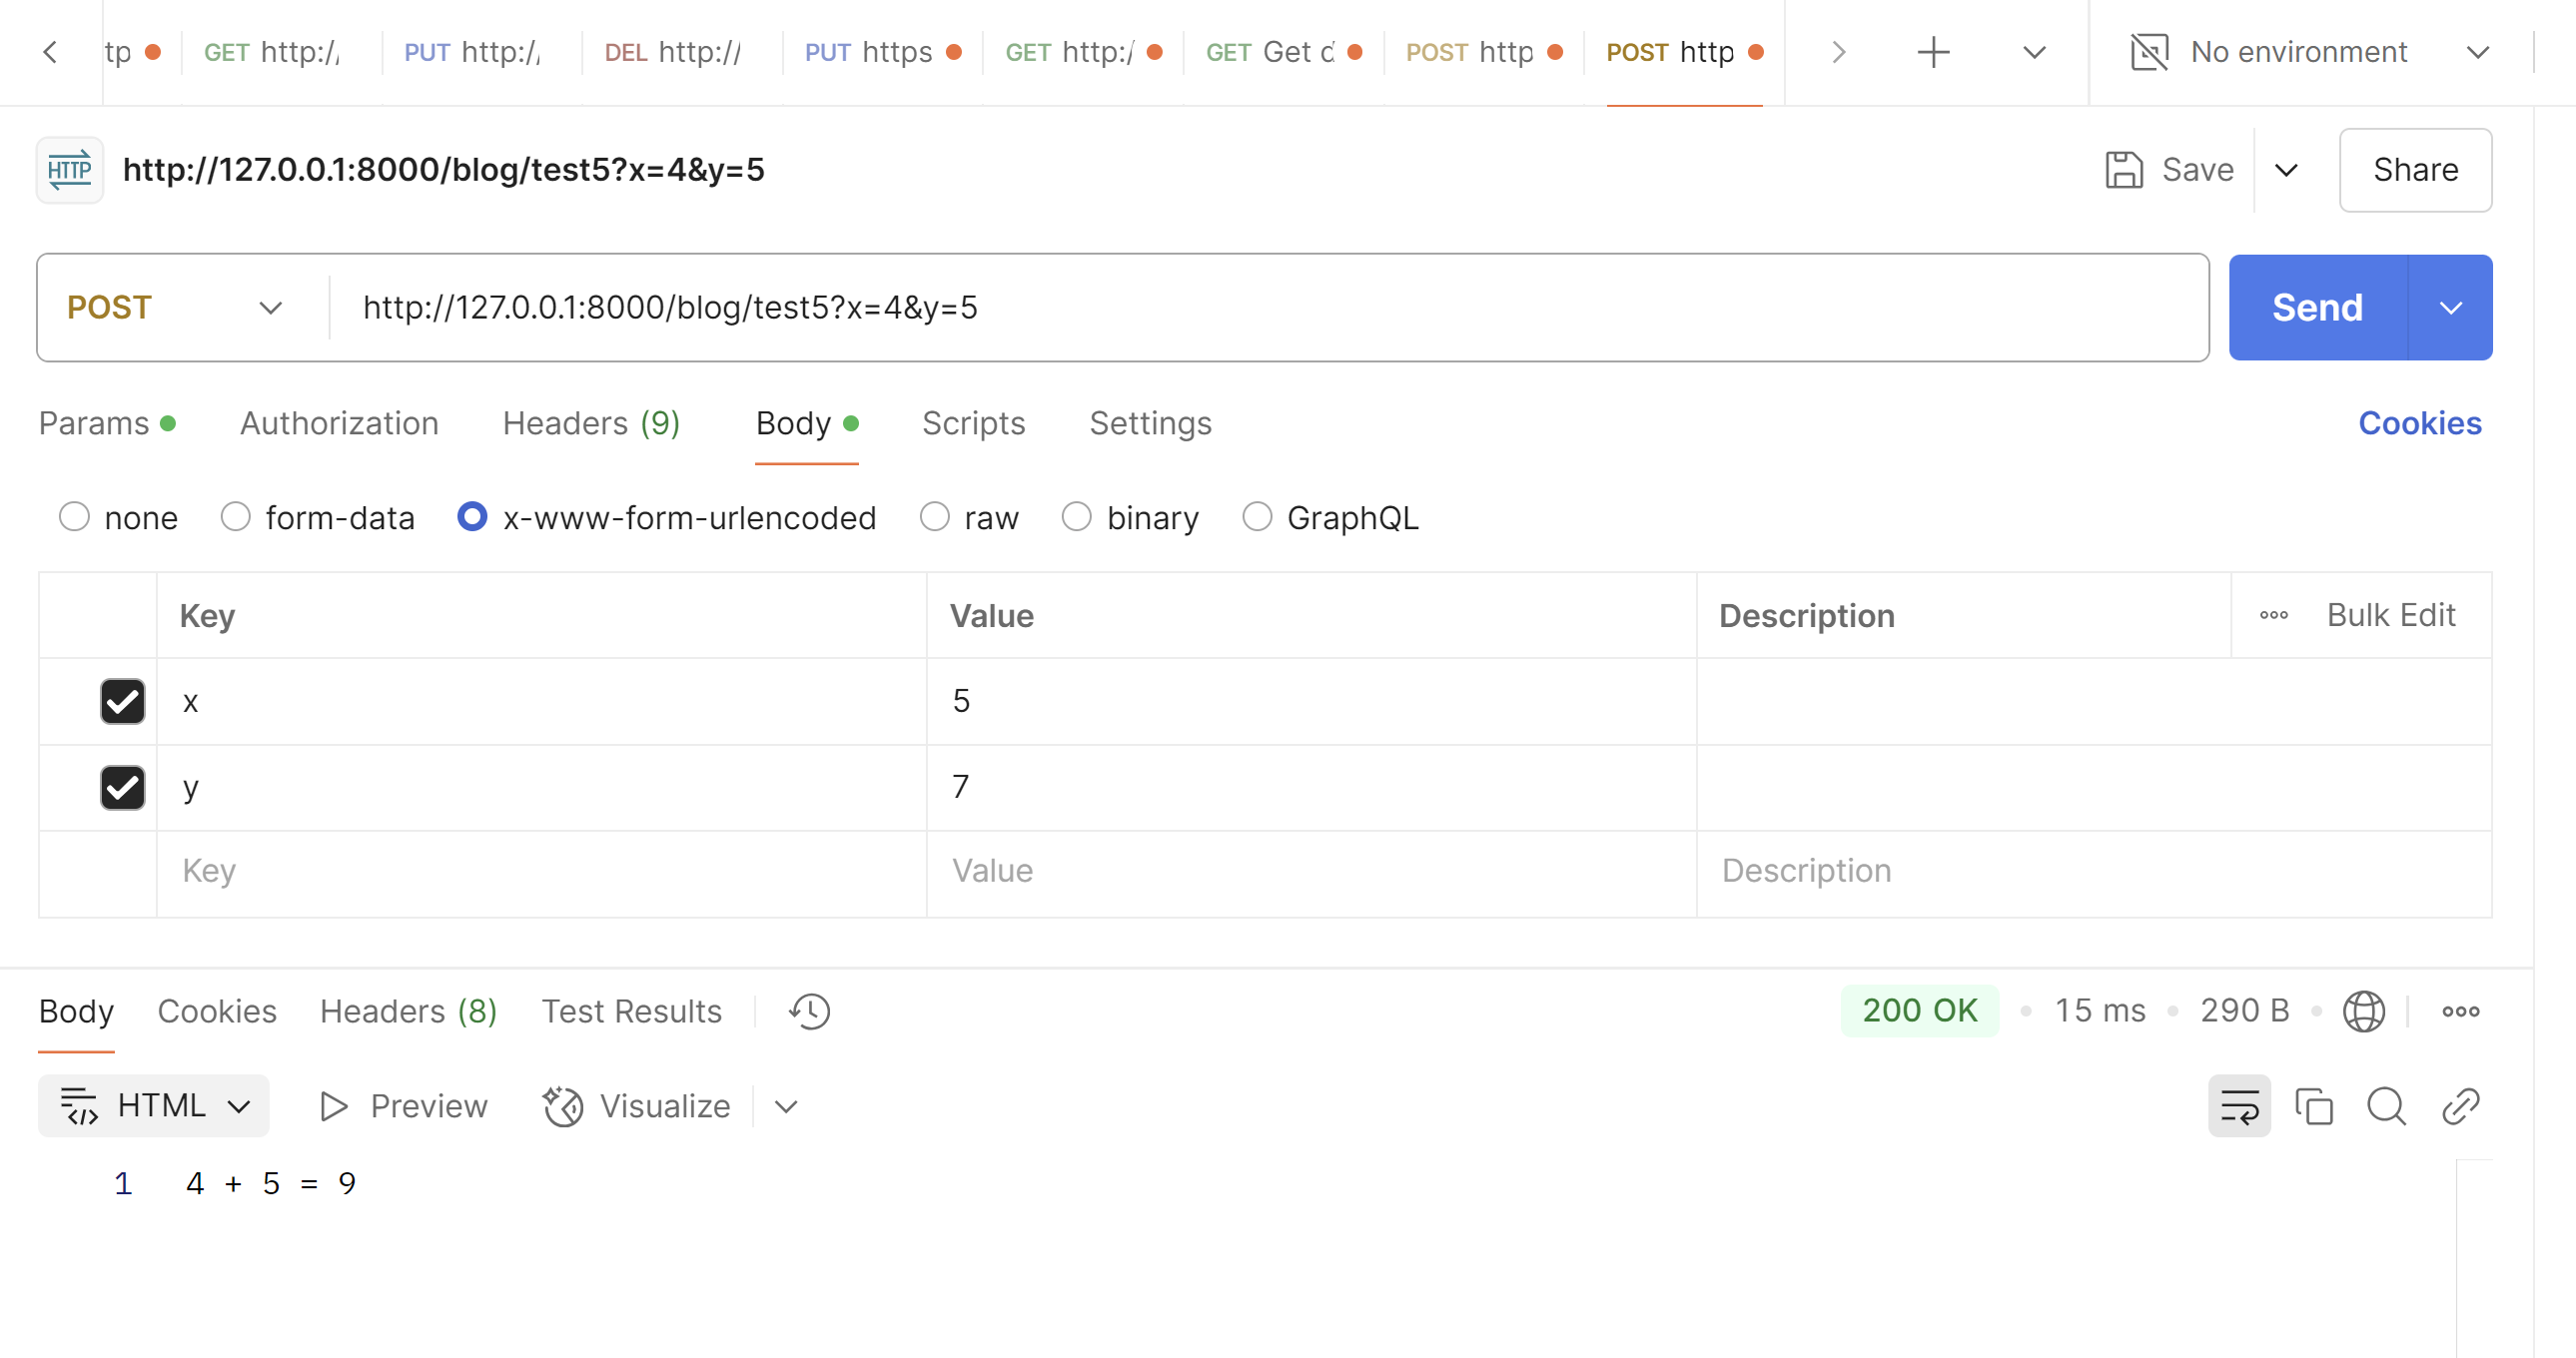 tp GET http:/ PUT http:/ DEL http:// PUT https GET http:/ GET Get POST http POST http No environment
HTTP http://127.0.0.1:8000/blog/test5?x=4&y=5 Save Share
POST http://127.0.0.1:8000/blog/test5?x=4&y=5 Send
Params Authorization Headers (9) Body Scripts Settings Cookies
none form-data x-www-form-urlencoded raw binary GraphQL
Key Value Description Bulk Edit
x 5
y 7
Key Value Description
Body Cookies Headers (8) Test Results 200 OK 15 ms 290 B
HTML Preview Visualize
1 4 + 5 = 9